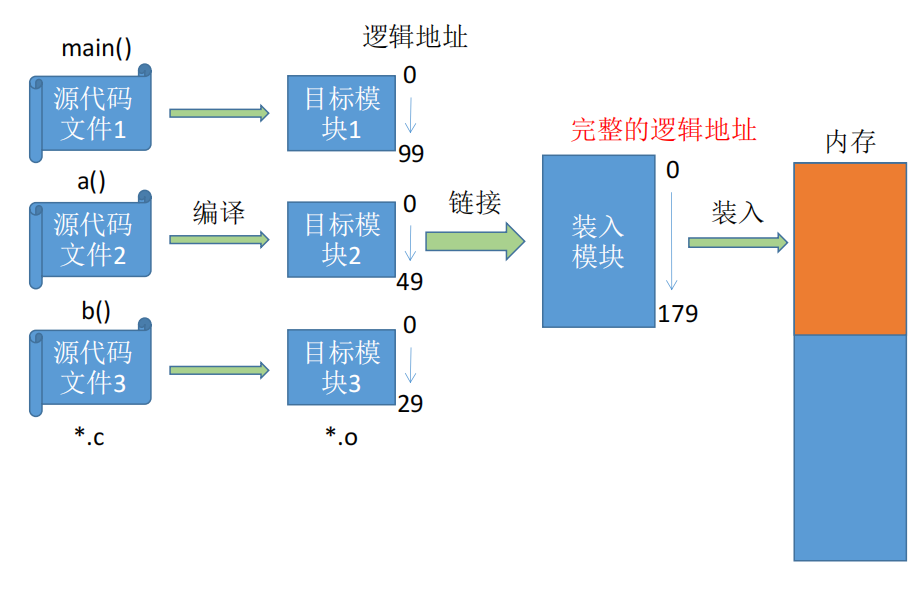 main()
逻辑地址
源代码
文件1
目标模
块1
0
99
完整的逻辑地址
内存
a()
源代码
文件2
编译
目标模
块2
0
49
链接
装入
模块
0
179
装入
b()
源代码
文件3
目标模
块3
0
29
*.c
*.o